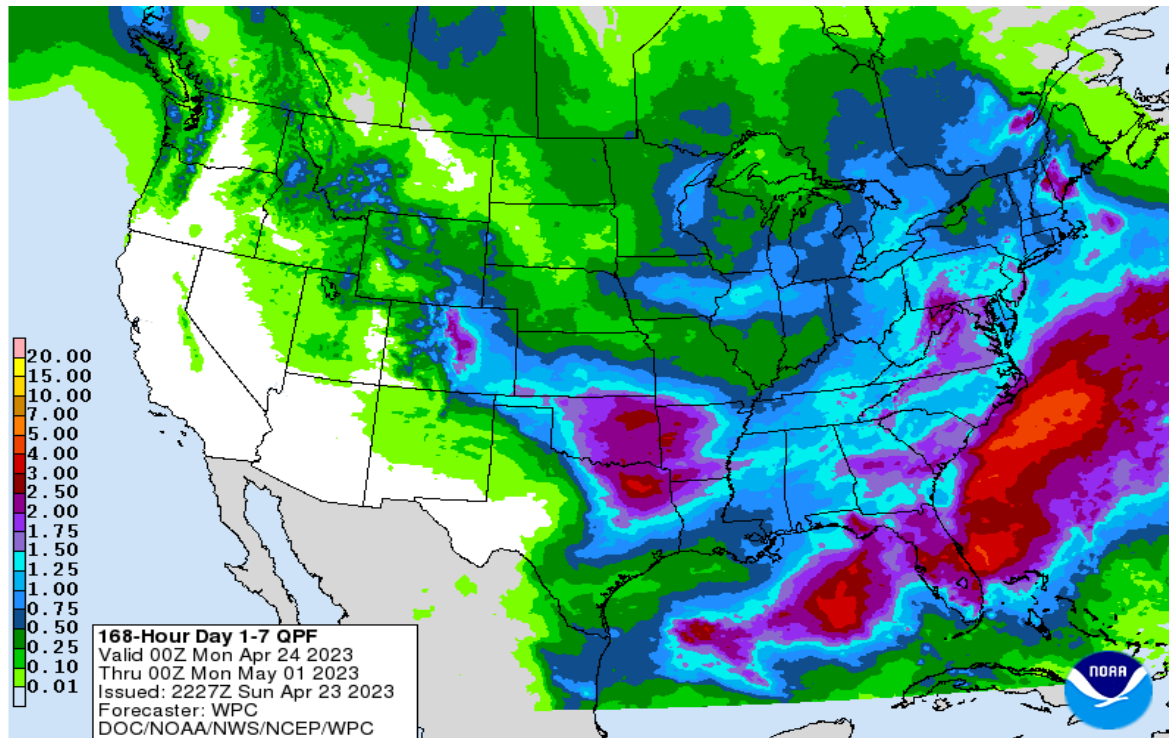 20.00
15.00
10.00
7.00
5.00
4.00
3.00
2.50
2.00
1.75
1.50
1.25
1.00
0.75
0.50
0.25
0.10
0.01
168-Hour Day 1-7 QPF
Valid 00Z Mon Apr 24 2023
Thru 00Z Mon May 01 2023
Issued: 2227Z Sun Apr 23 2023
Forecaster: WPC
DOC/NOAA/NWS/NCEP/WPC
NOAA